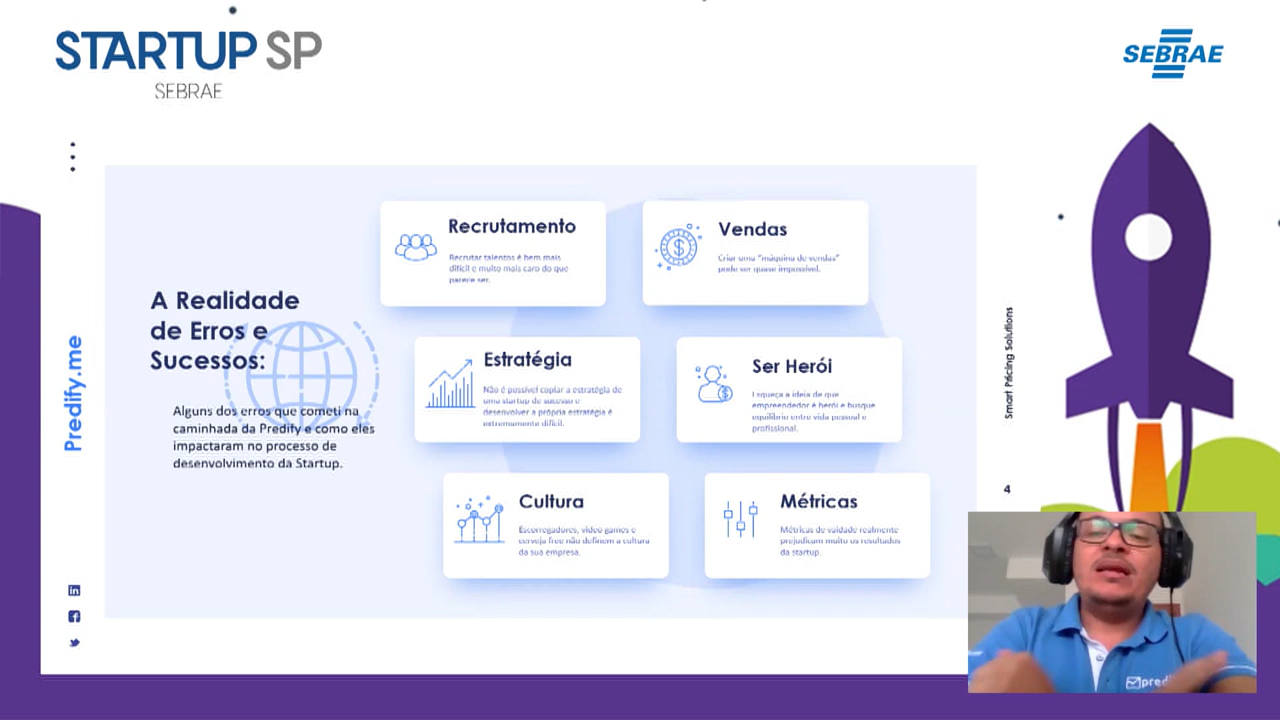 STARTUP SP
SEBRAE
SEBRAE
Predify.me
A Realidade
de Erros e
Sucessos:
Alguns dos erros que cometi na
caminhada da Predify e como eles
impactaram no processo de
desenvolvimento da Startup.
Recrutamento
Recrutar talentos é bem mais
difícil e muito mais caro do que
parece ser.
Vendas
Criar uma "máquina de vendas"
pode ser quase impossível.
Estratégia
Não é possível copiar a estratégia de
uma startup de sucesso e
desenvolver a própria estratégia é
extremamente difícil.
Ser Herói
Esqueça a ideia de que
empreendedor é herói e busque
equilíbrio entre vida pessoal e
profissional.
Cultura
Escorregadores, vídeo games e
cerveja free não definem a cultura
da sua empresa.
Métricas
Métricas de vaidade realmente
prejudicam muito os resultados
da startup.
Smart Pricing Solutions
4